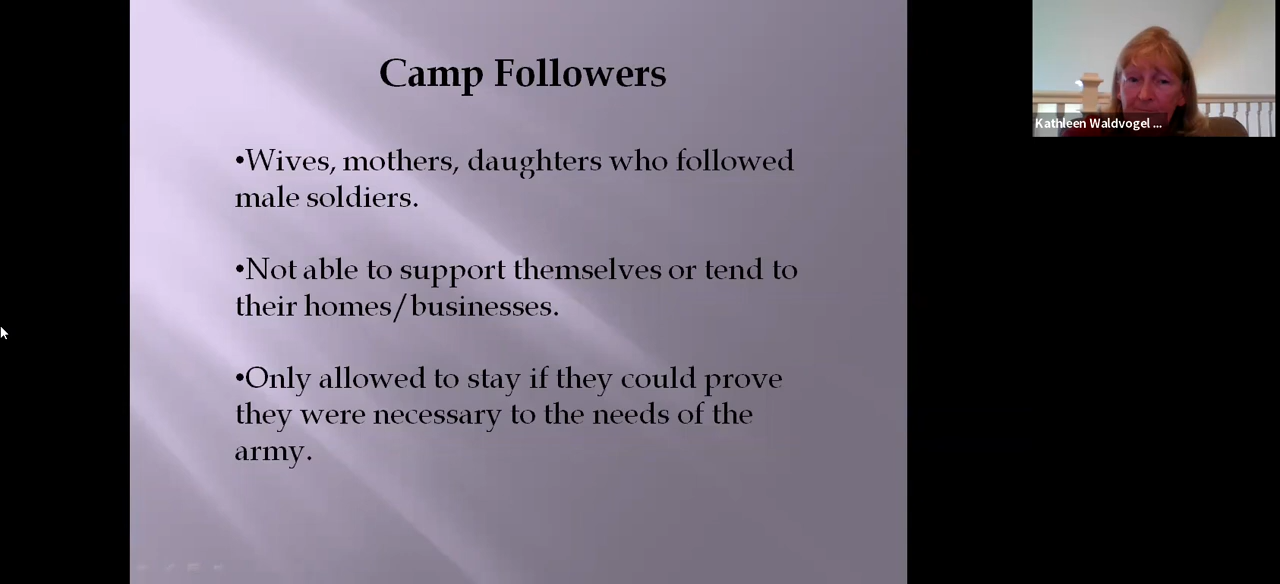 Camp Followers
•Wives, mothers, daughters who followed
male soldiers.
•Not able to support themselves or tend to
their homes/businesses.
•Only allowed to stay if they could prove
they were necessary to the needs of the
army.
Kathleen Waldvogel ...